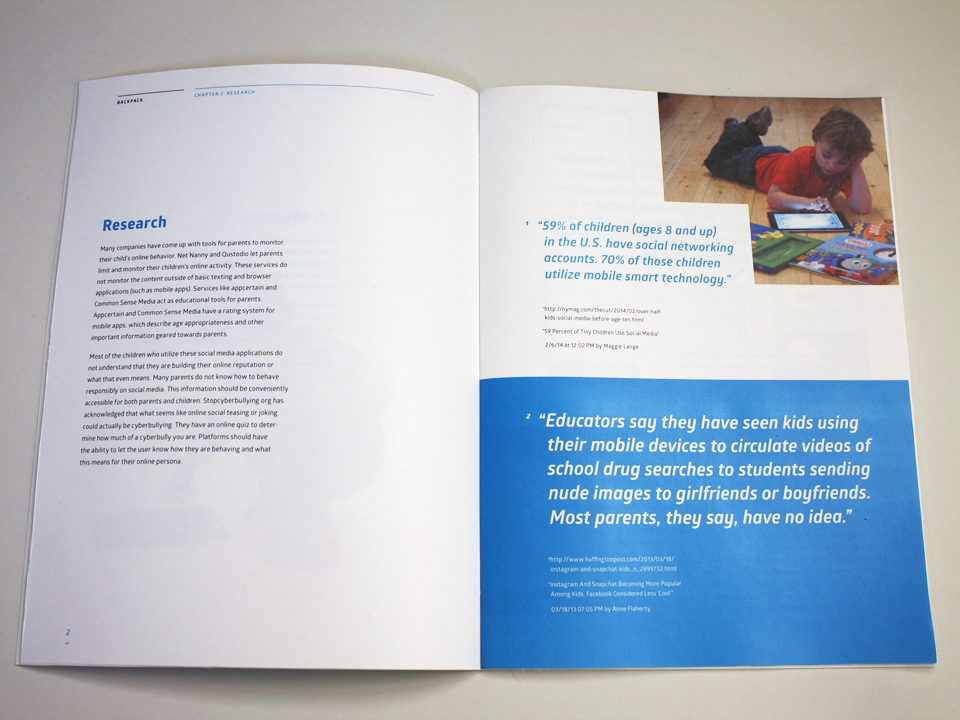 BACKPACK
CHAPTER 2: RESEARCH
Research
Many companies have come up with tools for parents to monitor
their child's online behavior. Net Nanny and Qustodio let parents
limit and monitor their children's online activity. These services do
not monitor the content outside of basic texting and browser
applications (such as mobile apps). Services like appcertain and
Common Sense Media act as educational tools for parents.
Appcertain and Common Sense Media have a rating system for
mobile apps, which describe age appropriateness and other
important information geared towards parents.
Most of the children who utilize these social media applications do
not understand that they are building their online reputation or
what that even means. Many parents do not know how to behave
responsibly on social media. This information should be conveniently
accessible for both parents and children. Stopcyberbullying.org has
acknowledged that what seems like online social teasing or joking
could actually be cyberbullying. They have an online quiz to deter-
mine how much of a cyberbully you are. Platforms should have
the ability to let the user know how they are behaving and what
this means for their online persona.
2
1 “59% of children (ages 8 and up)
in the U.S. have social networking
accounts. 70% of those children
utilize mobile smart technology.”
¹http://nymag.com/thecut/2014/02/over-half-
kids-social-media-before-age-ten.html
"59 Percent of Tiny Children Use Social Media"
2/6/14 at 12:02 PM by Maggie Lange
2 “Educators say they have seen kids using
their mobile devices to circulate videos of
school drug searches to students sending
nude images to girlfriends or boyfriends.
Most parents, they say, have no idea.”
²http://www.huffingtonpost.com/2013/03/18/
instagram-and-snapchat-kids_n_2899732.html
"Instagram And Snapchat Becoming More Popular
Among Kids, Facebook Considered Less 'Cool'"
03/18/13 07:05 PM by Anne Flaherty